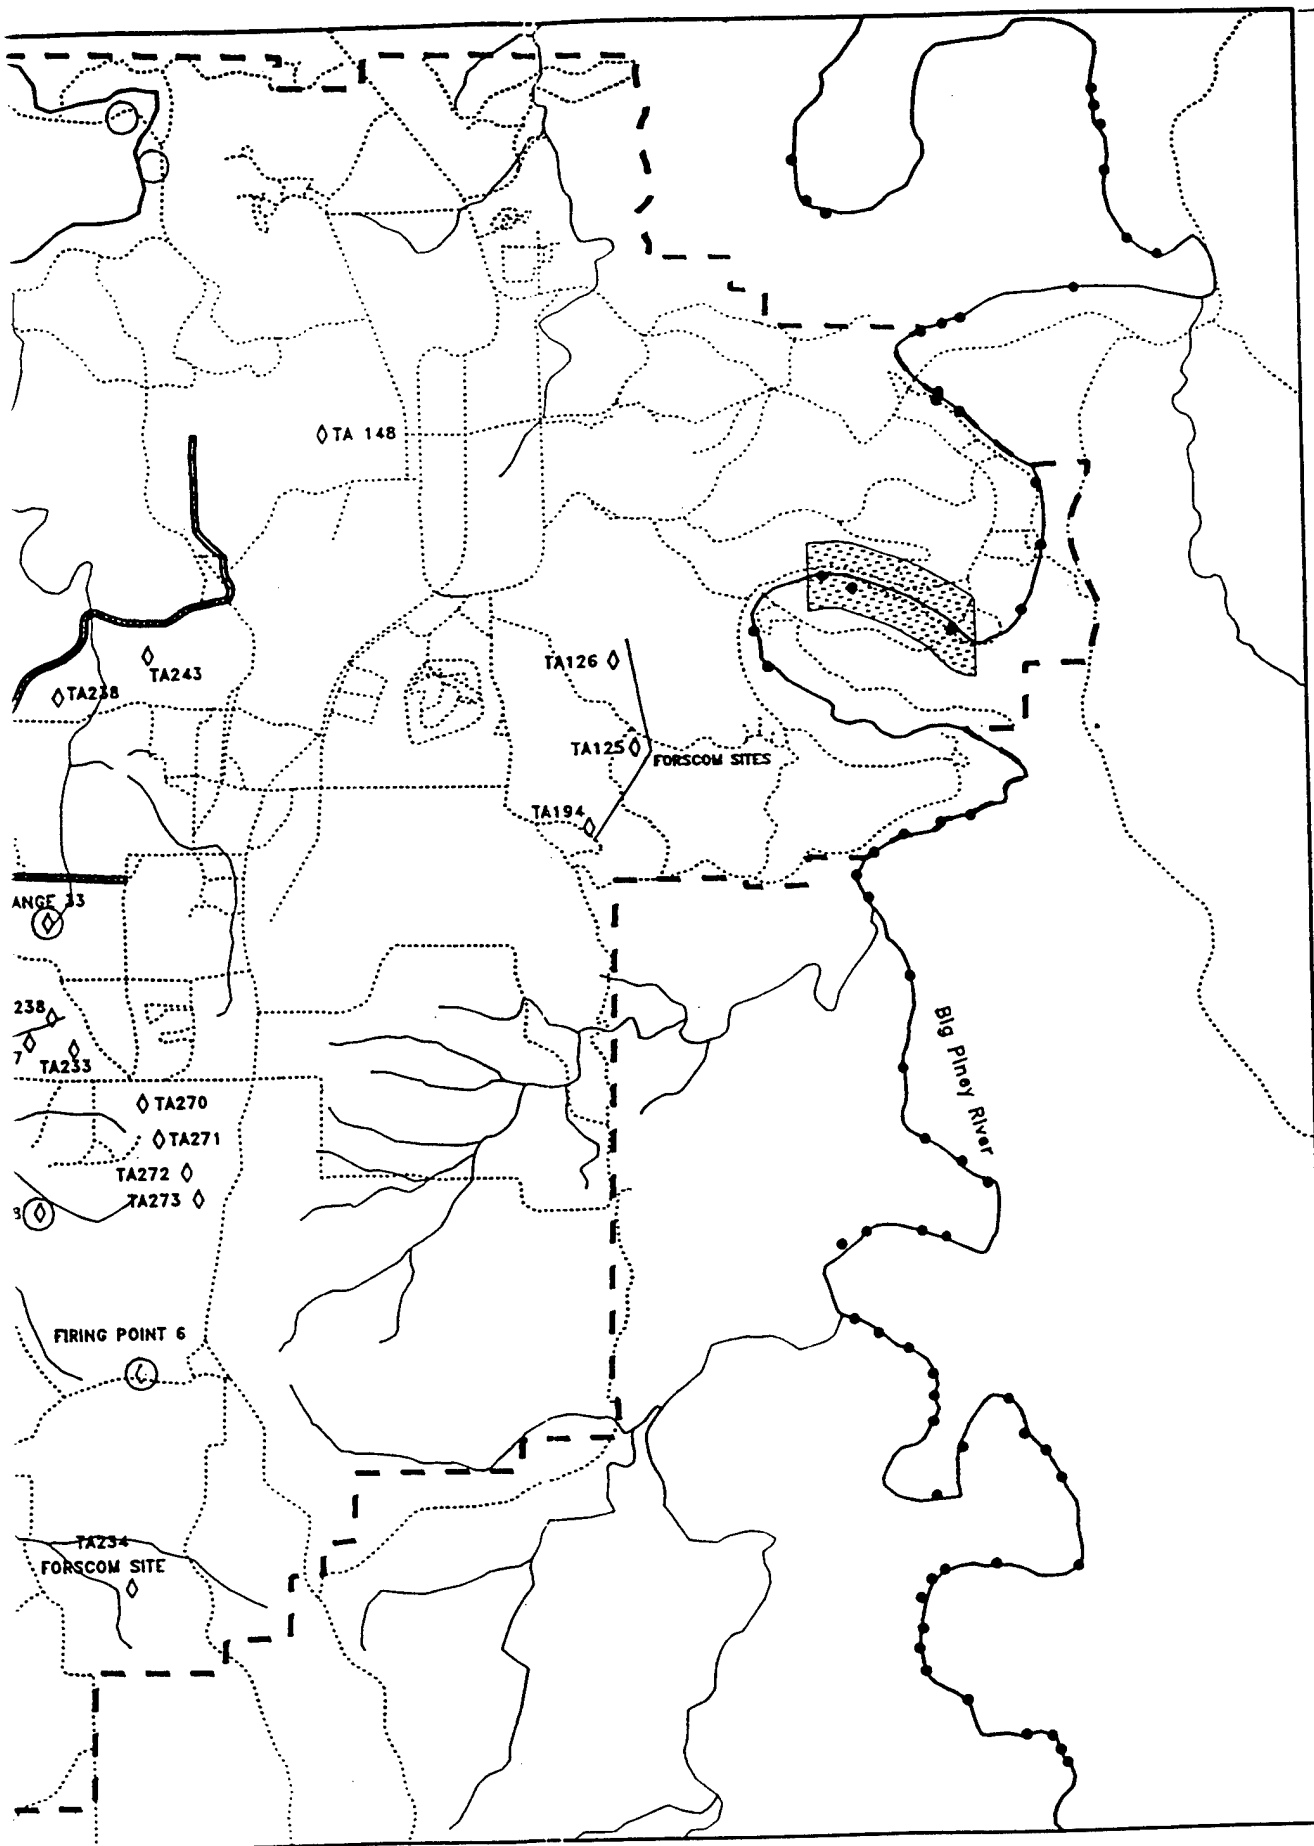 TA 148
TA243
TA238
TA126
TA125
FORSCOM SITES
TA194
ANGE 33
238
7
TA233
TA270
TA271
TA272
TA273
3
Big Piney River
FIRING POINT 6
TA234
FORSCOM SITE